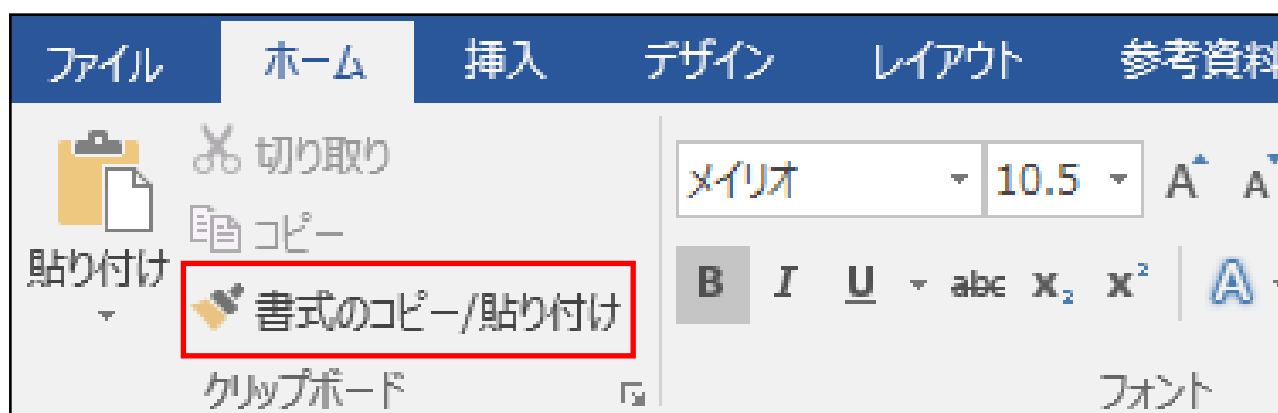 ファイル ホーム 挿入 デザイン レイアウト 参考資料
切り取り
コピー
貼り付け
書式のコピー/貼り付け
クリップボード
メイリオ 10.5 A A
B I U abc X₂ X² A
フォント